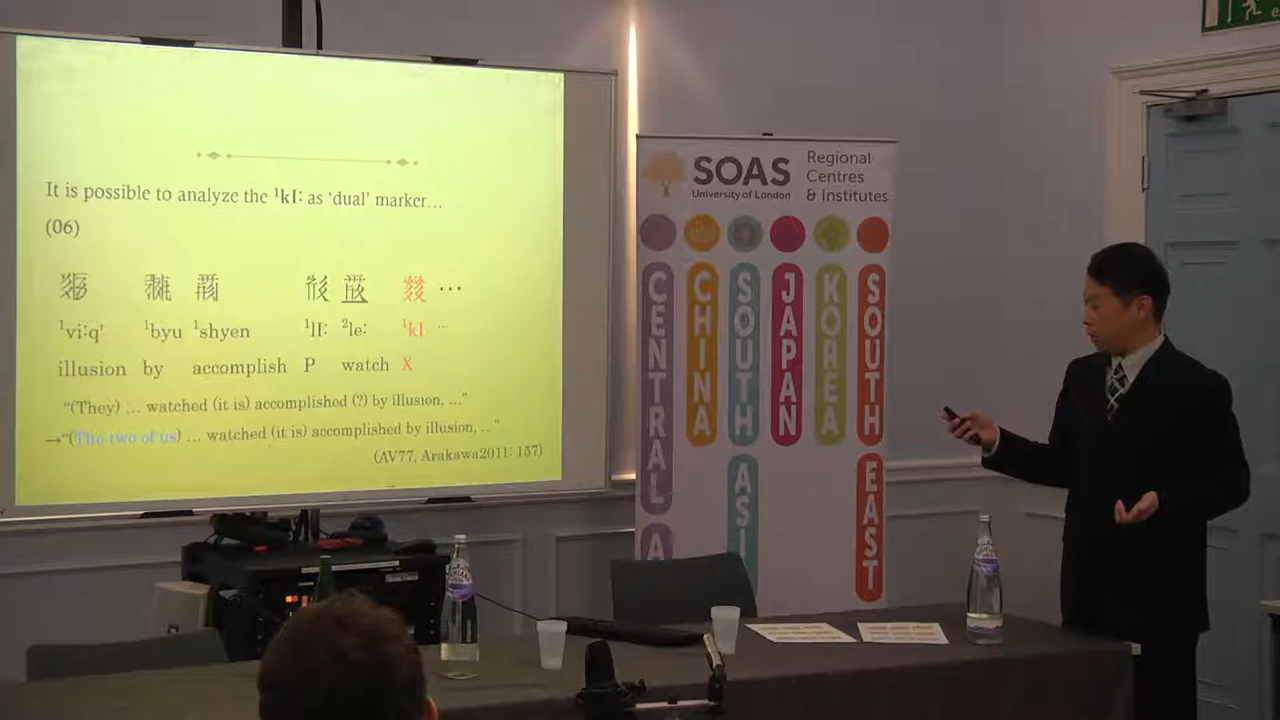 It is possible to analyze the ¹kI: as ‘dual’ marker…
(06)
…
¹vi:q’ ¹byu ¹shyen ¹lI: ²le: ¹kI …
illusion by accomplish P watch X
“(They) … watched (it is) accomplished (?) by illusion, …”
→“(The two of us) … watched (it is) accomplished by illusion, …”
(AV77, Arakawa2011: 157)
SOAS
University of London
Regional
Centres
& Institutes
CENTRAL A
CHINA
SOUTH ASI
JAPAN
KOREA
SOUTH EAST